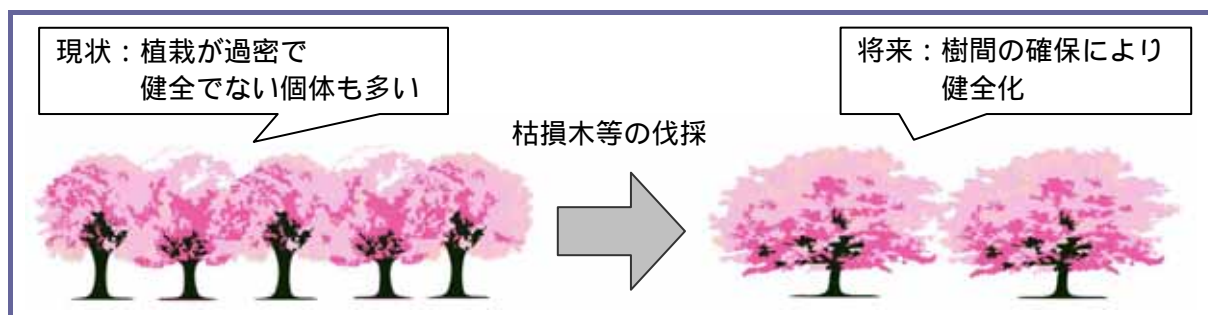 現状：植栽が過密で
健全でない個体も多い
枯損木等の伐採
将来：樹間の確保により
健全化